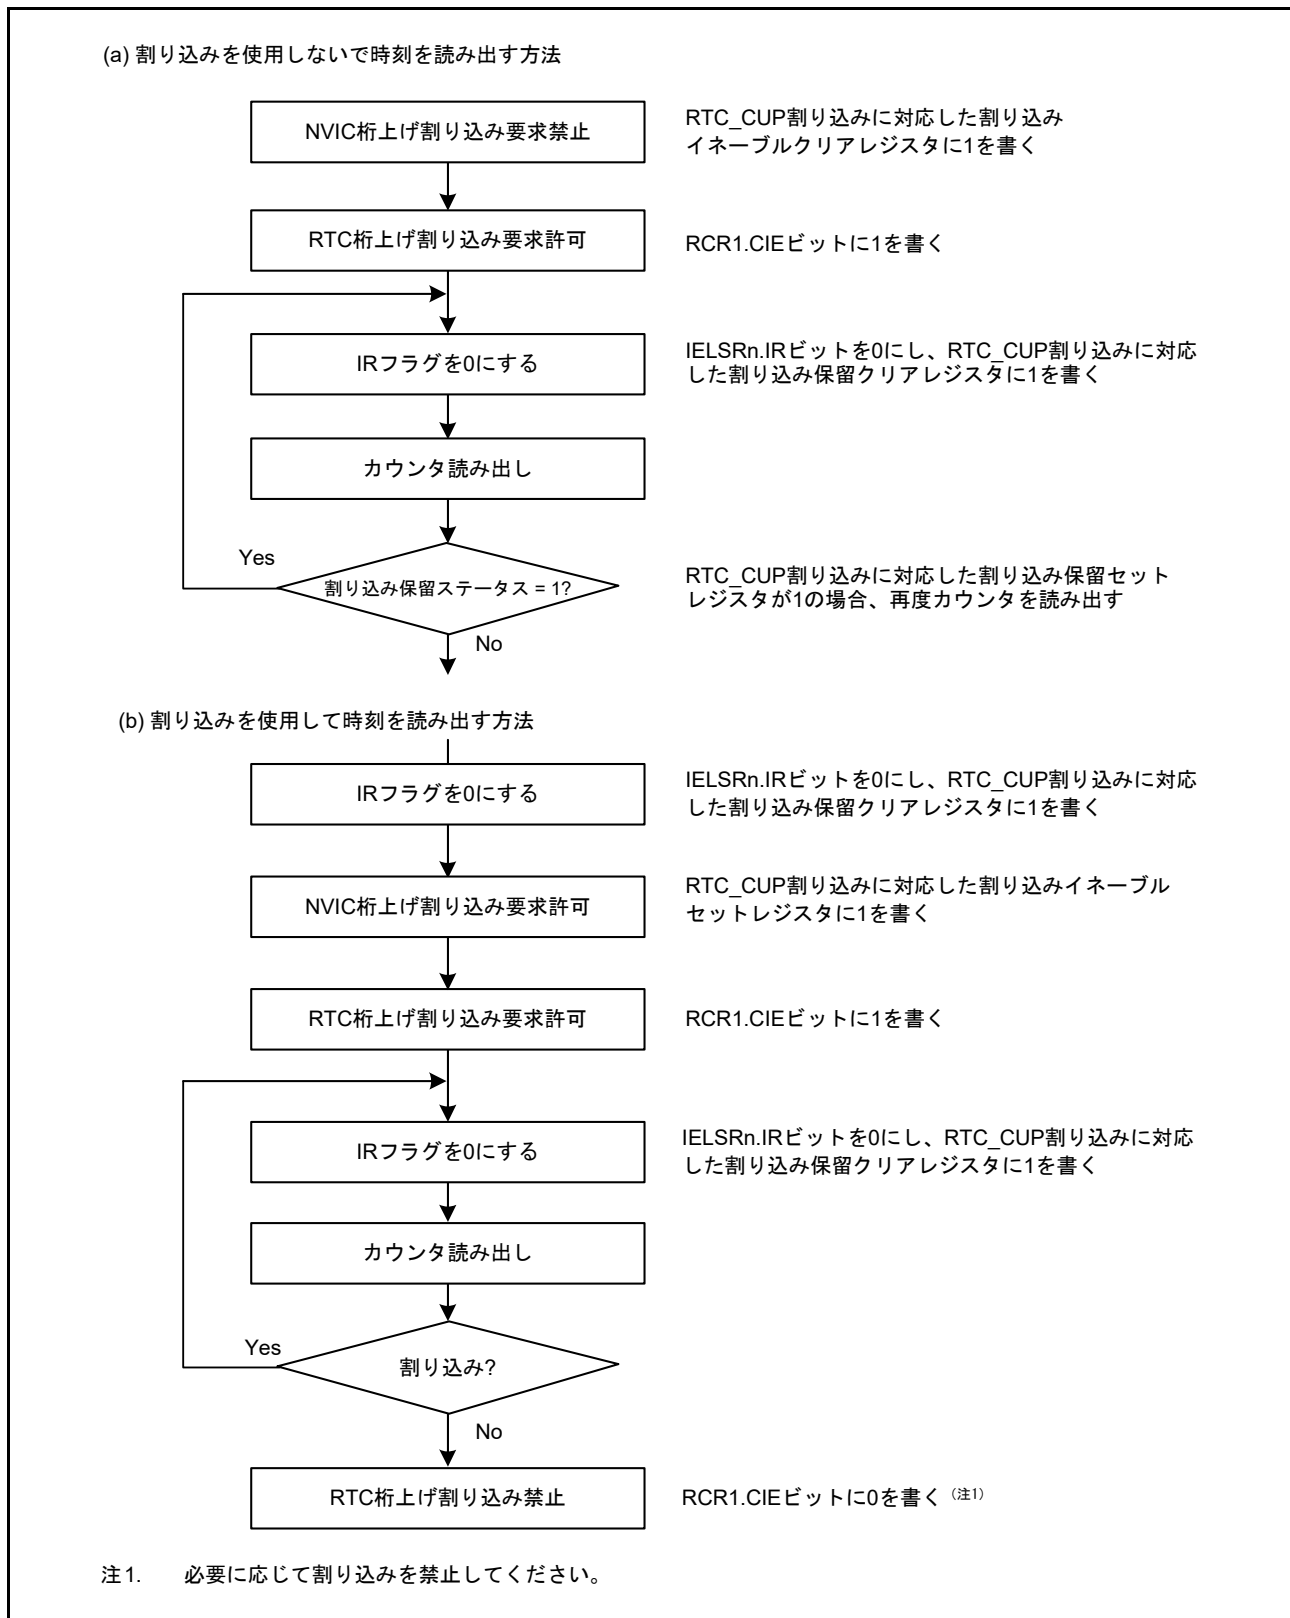 (a) 割り込みを使用しないで時刻を読み出す方法
NVIC桁上げ割り込み要求禁止
RTC_CUP割り込みに対応した割り込み
イネーブルクリアレジスタに1を書く
RTC桁上げ割り込み要求許可
RCR1.CIEビットに1を書く
IRフラグを0にする
IELSRn.IRビットを0にし、RTC_CUP割り込みに対応
した割り込み保留クリアレジスタに1を書く
カウンタ読み出し
Yes
割り込み保留ステータス = 1?
RTC_CUP割り込みに対応した割り込み保留セット
レジスタが1の場合、再度カウンタを読み出す
No
(b) 割り込みを使用して時刻を読み出す方法
IRフラグを0にする
IELSRn.IRビットを0にし、RTC_CUP割り込みに対応
した割り込み保留クリアレジスタに1を書く
NVIC桁上げ割り込み要求許可
RTC_CUP割り込みに対応した割り込みイネーブル
セットレジスタに1を書く
RTC桁上げ割り込み要求許可
RCR1.CIEビットに1を書く
IRフラグを0にする
IELSRn.IRビットを0にし、RTC_CUP割り込みに対応
した割り込み保留クリアレジスタに1を書く
カウンタ読み出し
Yes
割り込み?
No
RTC桁上げ割り込み禁止
RCR1.CIEビットに0を書く（注1）
注1. 必要に応じて割り込みを禁止してください。